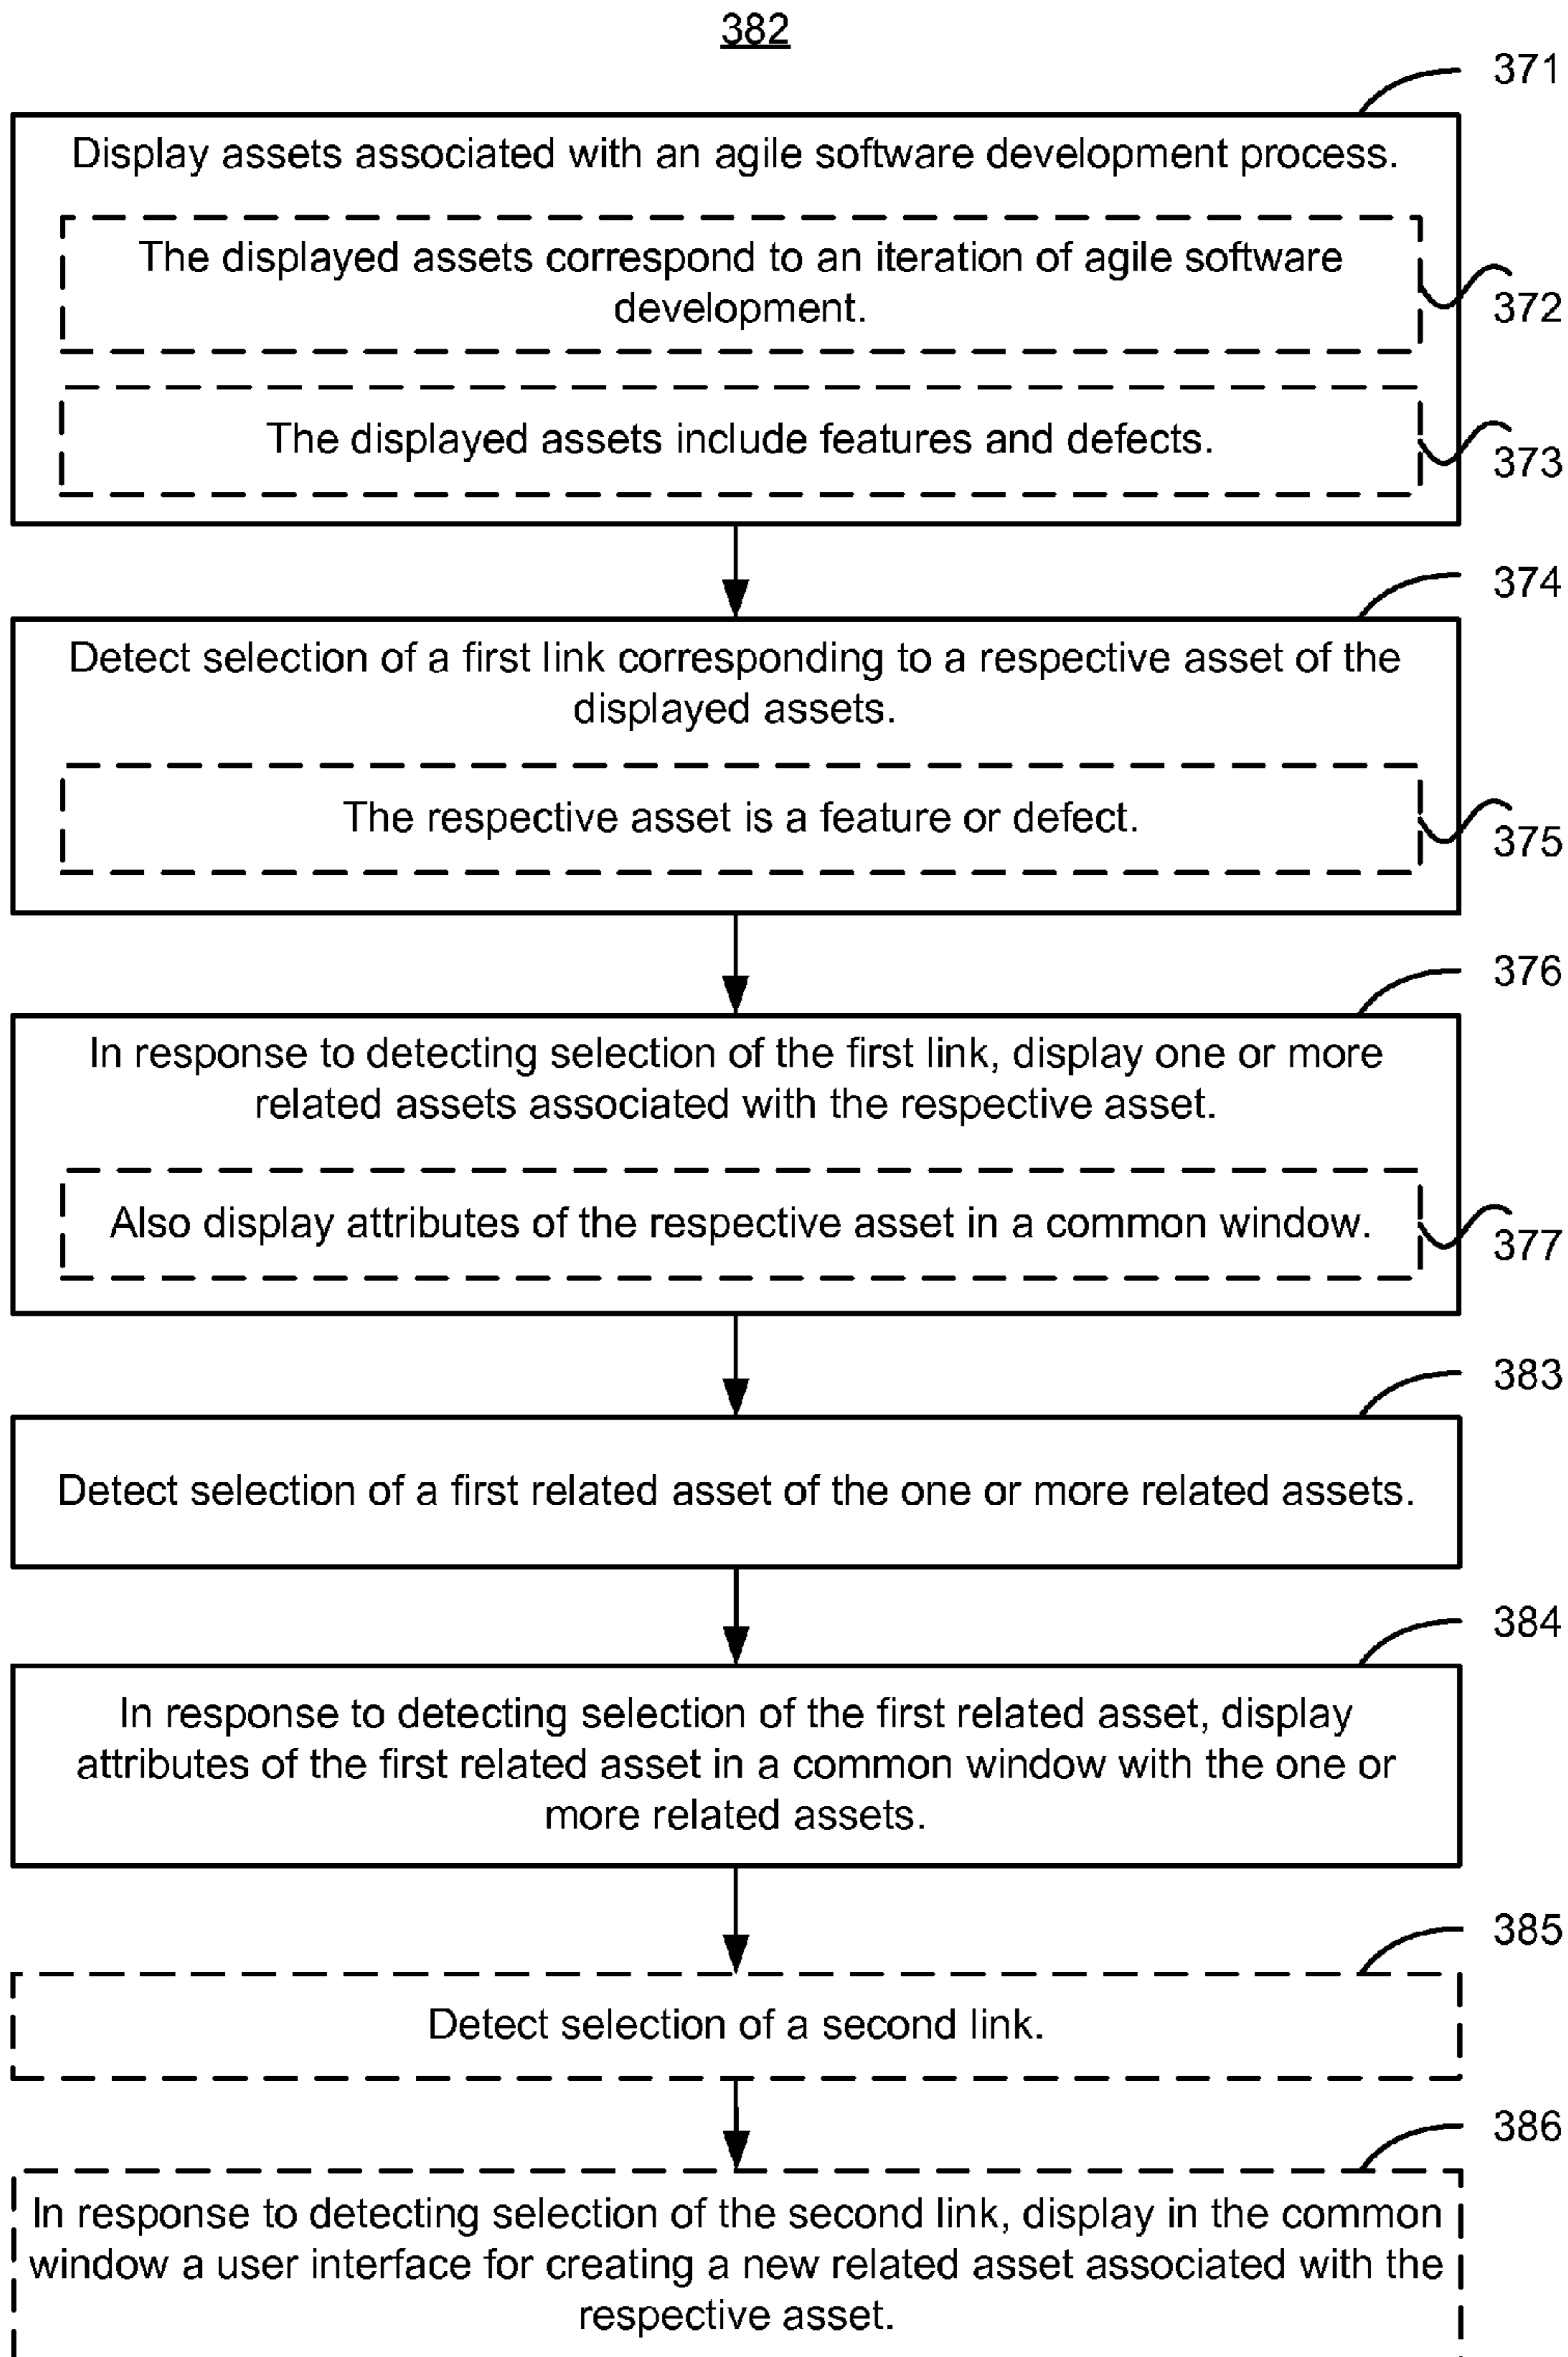 382
371
Display assets associated with an agile software development process.
The displayed assets correspond to an iteration of agile software
development.
372
The displayed assets include features and defects.
373
374
Detect selection of a first link corresponding to a respective asset of the
displayed assets.
The respective asset is a feature or defect.
375
376
In response to detecting selection of the first link, display one or more
related assets associated with the respective asset.
Also display attributes of the respective asset in a common window.
377
383
Detect selection of a first related asset of the one or more related assets.
384
In response to detecting selection of the first related asset, display
attributes of the first related asset in a common window with the one or
more related assets.
385
Detect selection of a second link.
386
In response to detecting selection of the second link, display in the common
window a user interface for creating a new related asset associated with the
respective asset.